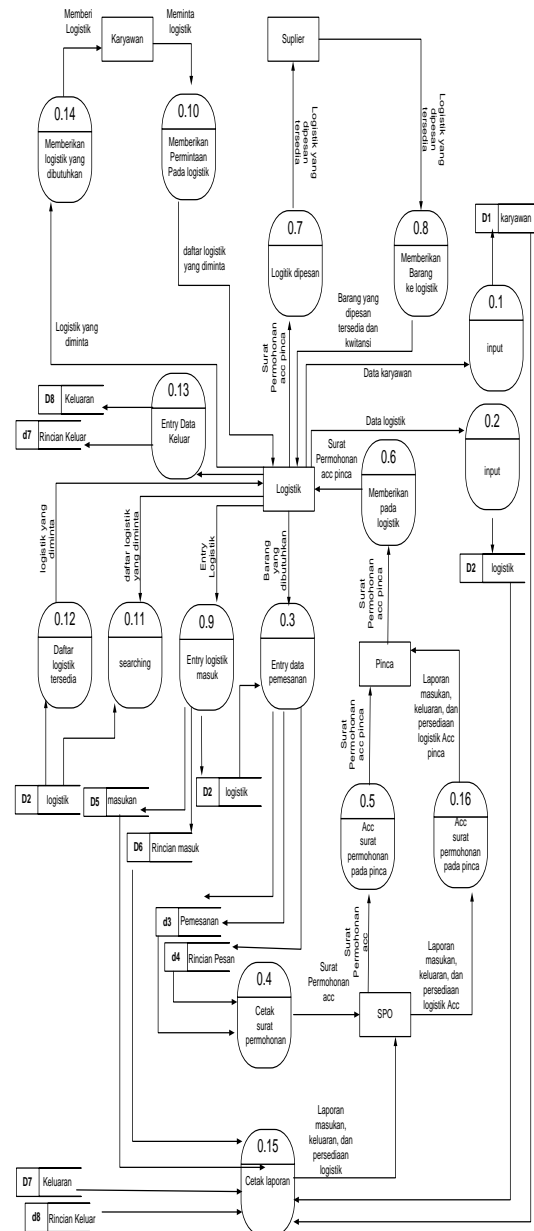 Memberi
Logistik
Karyawan
Meminta
logistik
Suplier
0.14
Memberikan
logistik yang
dibutuhkan
0.10
Memberikan
Permintaan
Pada logistik
Logistik yang
dipesan
tersedia
Logistik yang
dipesan
tersedia
0.7
Logitik dipesan
0.8
Memberikan
Barang
ke logistik
D1 karyawan
0.1
input
daftar logistik
yang diminta
Logistik yang
diminta
Surat
Permohonan
acc pinca
Barang yang
dipesan
tersedia dan
kwitansi
Data karyawan
D8 Keluaran
d7 Rincian Keluar
0.13
Entry Data
Keluar
Data logistik
0.2
input
Surat
Permohonan
acc pinca
0.6
Memberikan
pada
logistik
Logistik
D2 logistik
logistik yang
diminta
daftar logistik
yang diminta
Entry
Logistik
Barang
yang
dibutuhkan
Surat
Permohonan
acc pinca
0.12
Daftar
logistik
tersedia
0.11
searching
0.9
Entry logistik
masuk
0.3
Entry data
pemesanan
Pinca
Surat
Permohonan
acc pinca
Laporan
masukan,
keluaran, dan
persediaan
logistik Acc
pinca
D2 logistik
D5 masukan
D2 logistik
D6 Rincian masuk
0.5
Acc
surat
permohonan
pada pinca
0.16
Acc
surat
permohonan
pada pinca
d3 Pemesanan
d4 Rincian Pesan
Surat
Permohonan
acc
0.4
Cetak
surat
permohonan
Surat
Permohonan
acc
SPO
Laporan
masukan,
keluaran, dan
persediaan
logistik Acc
0.15
Cetak laporan
Laporan
masukan,
keluaran, dan
persediaan
logistik
D7 Keluaran
d8 Rincian Keluar